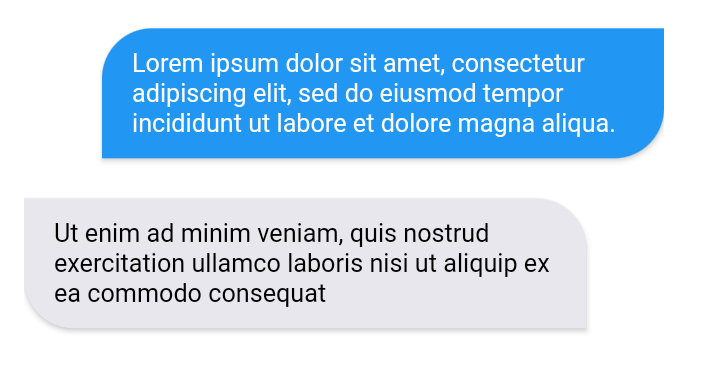 Lorem ipsum dolor sit amet, consectetur
adipiscing elit, sed do eiusmod tempor
incididunt ut labore et dolore magna aliqua.
Ut enim ad minim veniam, quis nostrud
exercitation ullamco laboris nisi ut aliquip ex
ea commodo consequat